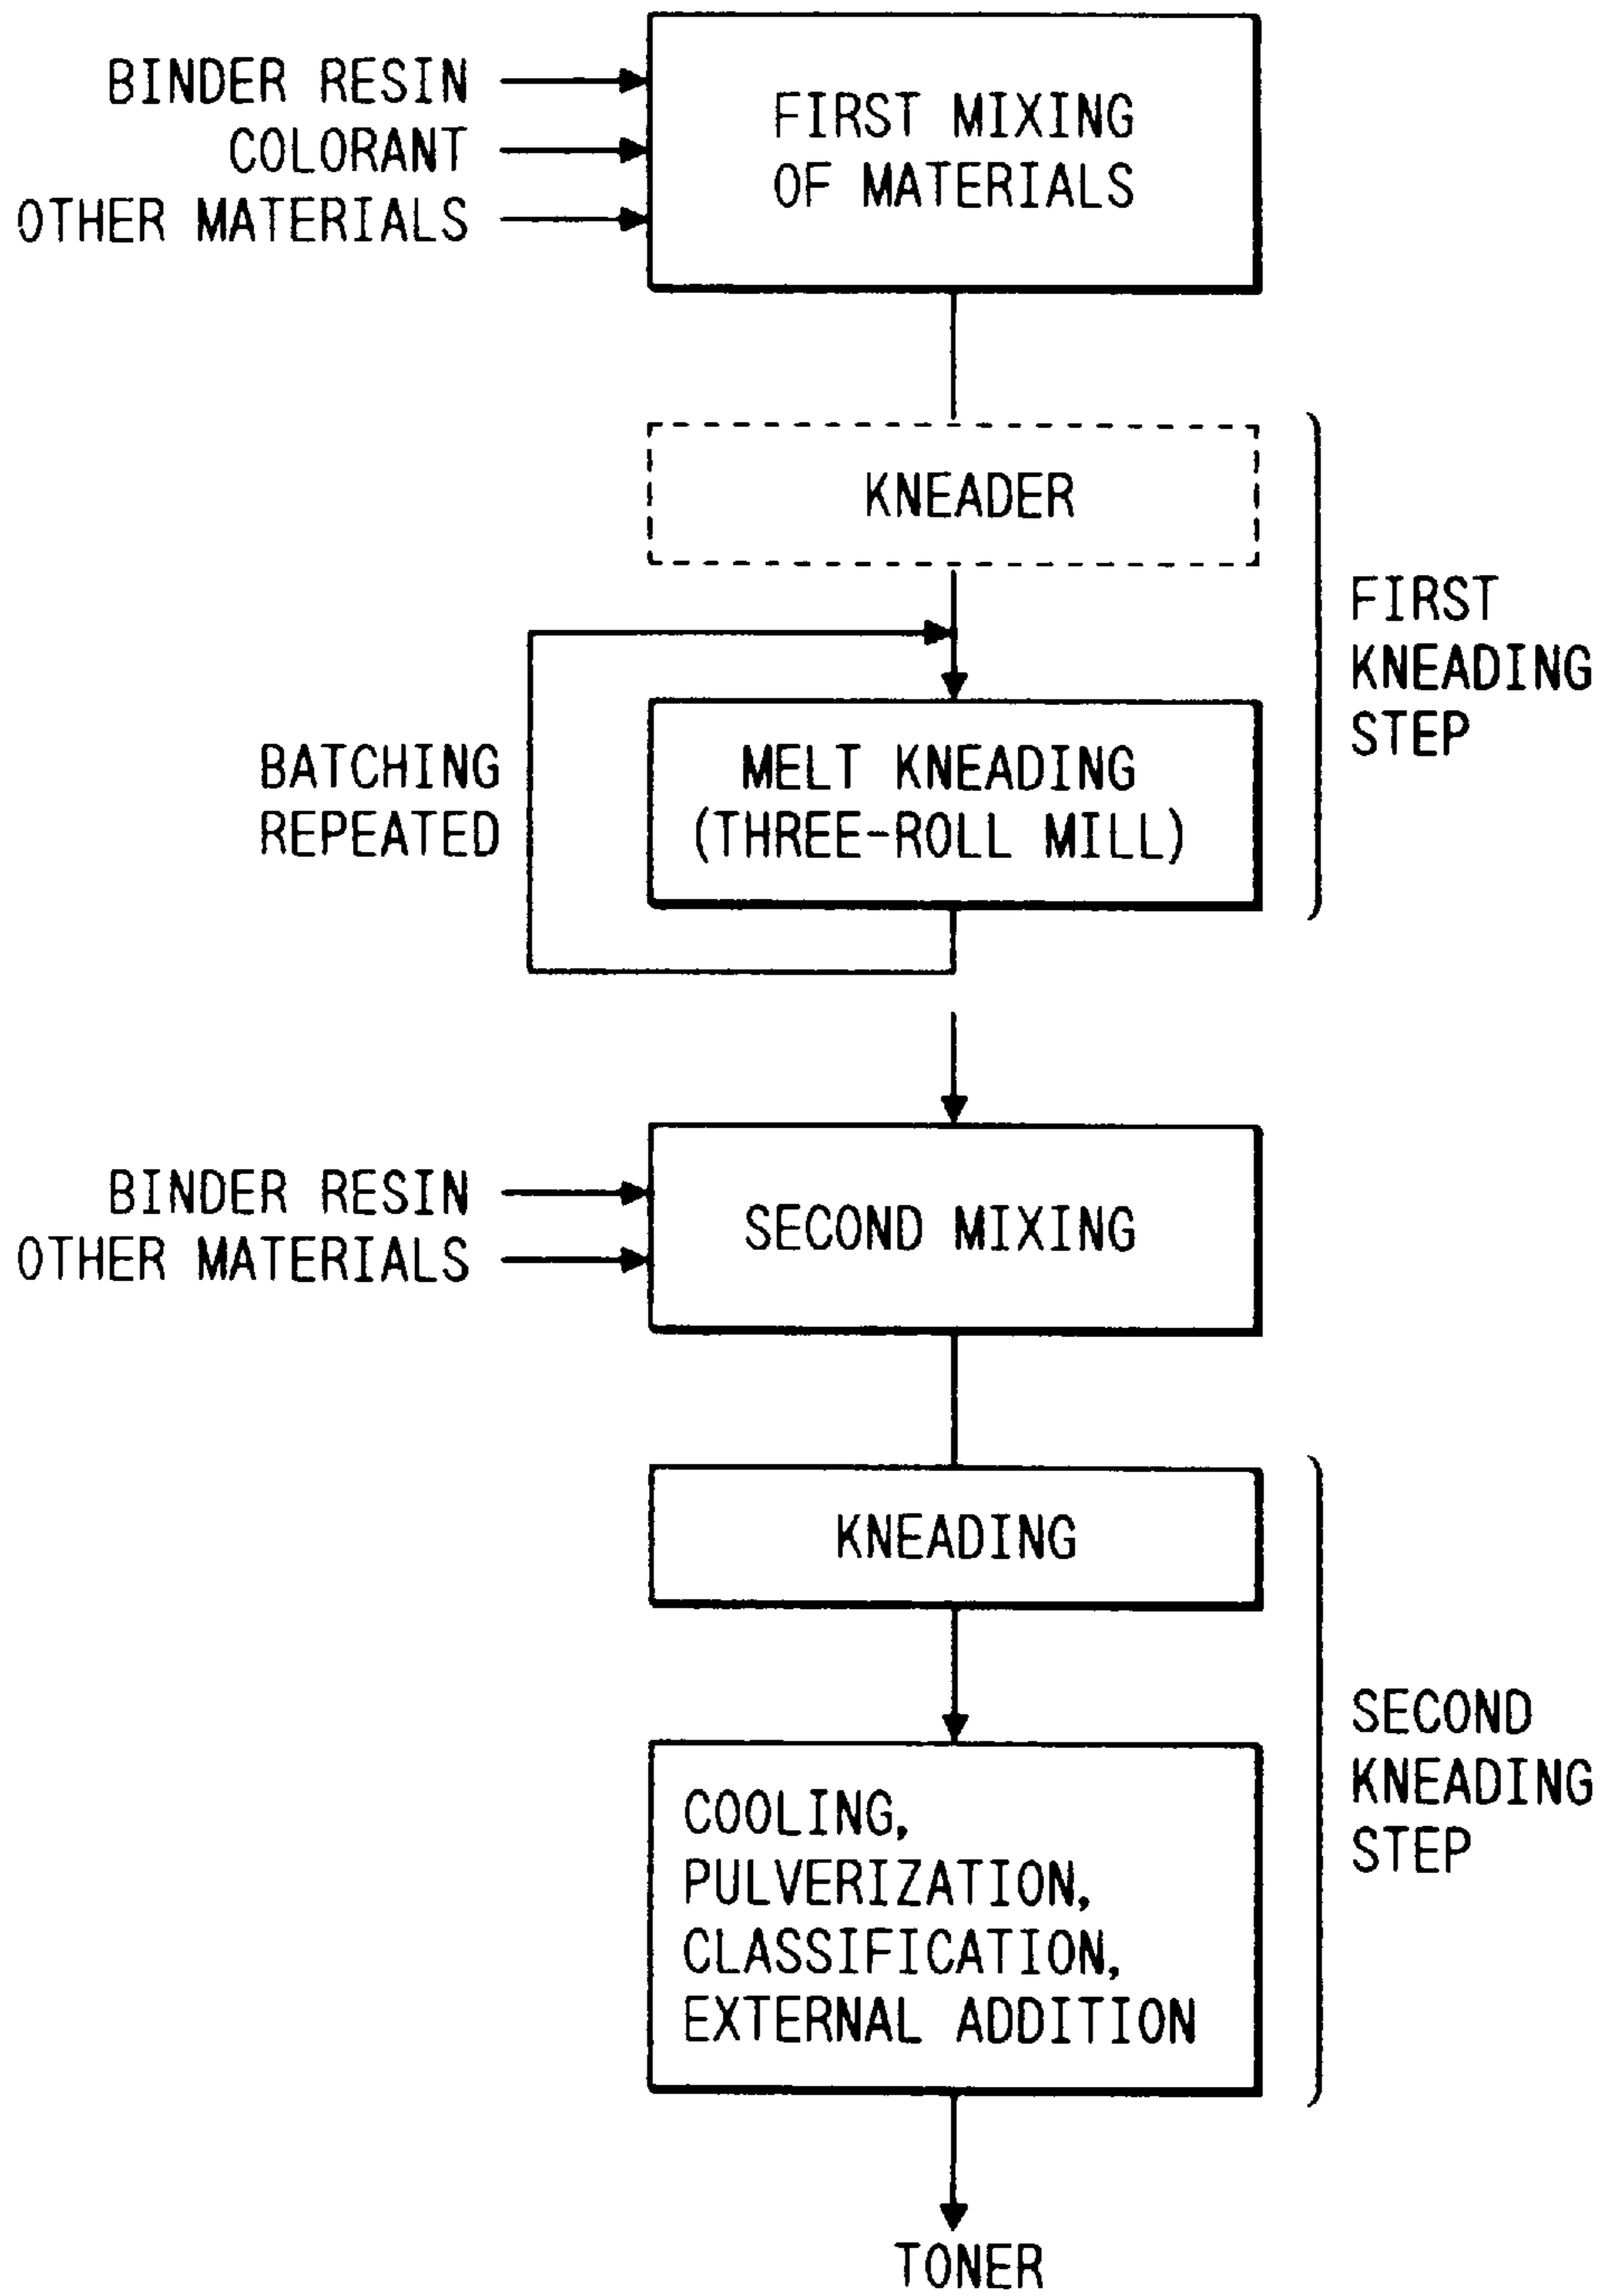 BINDER RESIN
COLORANT
OTHER MATERIALS
FIRST MIXING
OF MATERIALS
KNEADER
FIRST
KNEADING
STEP
BATCHING
REPEATED
MELT KNEADING
(THREE-ROLL MILL)
BINDER RESIN
OTHER MATERIALS
SECOND MIXING
KNEADING
COOLING,
PULVERIZATION,
CLASSIFICATION,
EXTERNAL ADDITION
SECOND
KNEADING
STEP
TONER